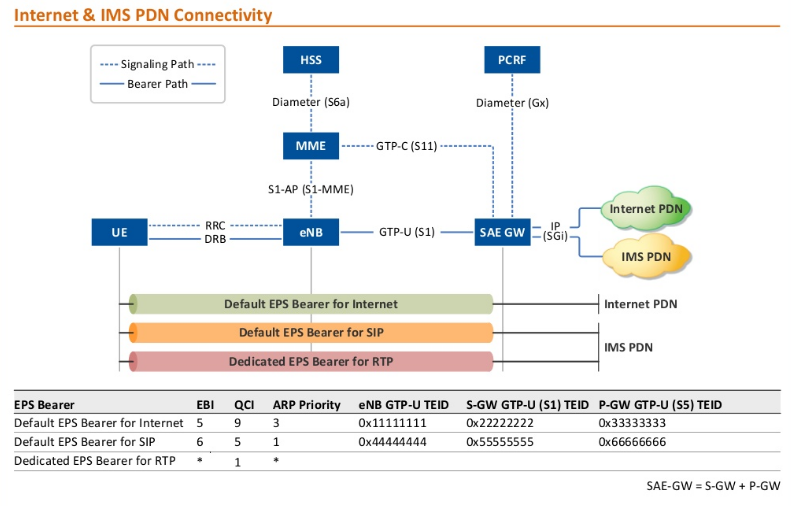 Internet & IMS PDN Connectivity
Signaling Path
Bearer Path
HSS
PCRF
Diameter (S6a)
Diameter (Gx)
MME
GTP-C (S11)
S1-AP (S1-MME)
UE
RRC
DRB
eNB
GTP-U (S1)
SAE GW
IP
(SGi)
Internet PDN
IMS PDN
Default EPS Bearer for Internet
Internet PDN
Default EPS Bearer for SIP
IMS PDN
Dedicated EPS Bearer for RTP
EPS Bearer EBI QCI ARP Priority eNB GTP-U TEID S-GW GTP-U (S1) TEID P-GW GTP-U (S5) TEID
Default EPS Bearer for Internet 5 9 3 0x11111111 0x22222222 0x33333333
Default EPS Bearer for SIP 6 5 1 0x44444444 0x55555555 0x66666666
Dedicated EPS Bearer for RTP * 1 *
SAE-GW = S-GW + P-GW